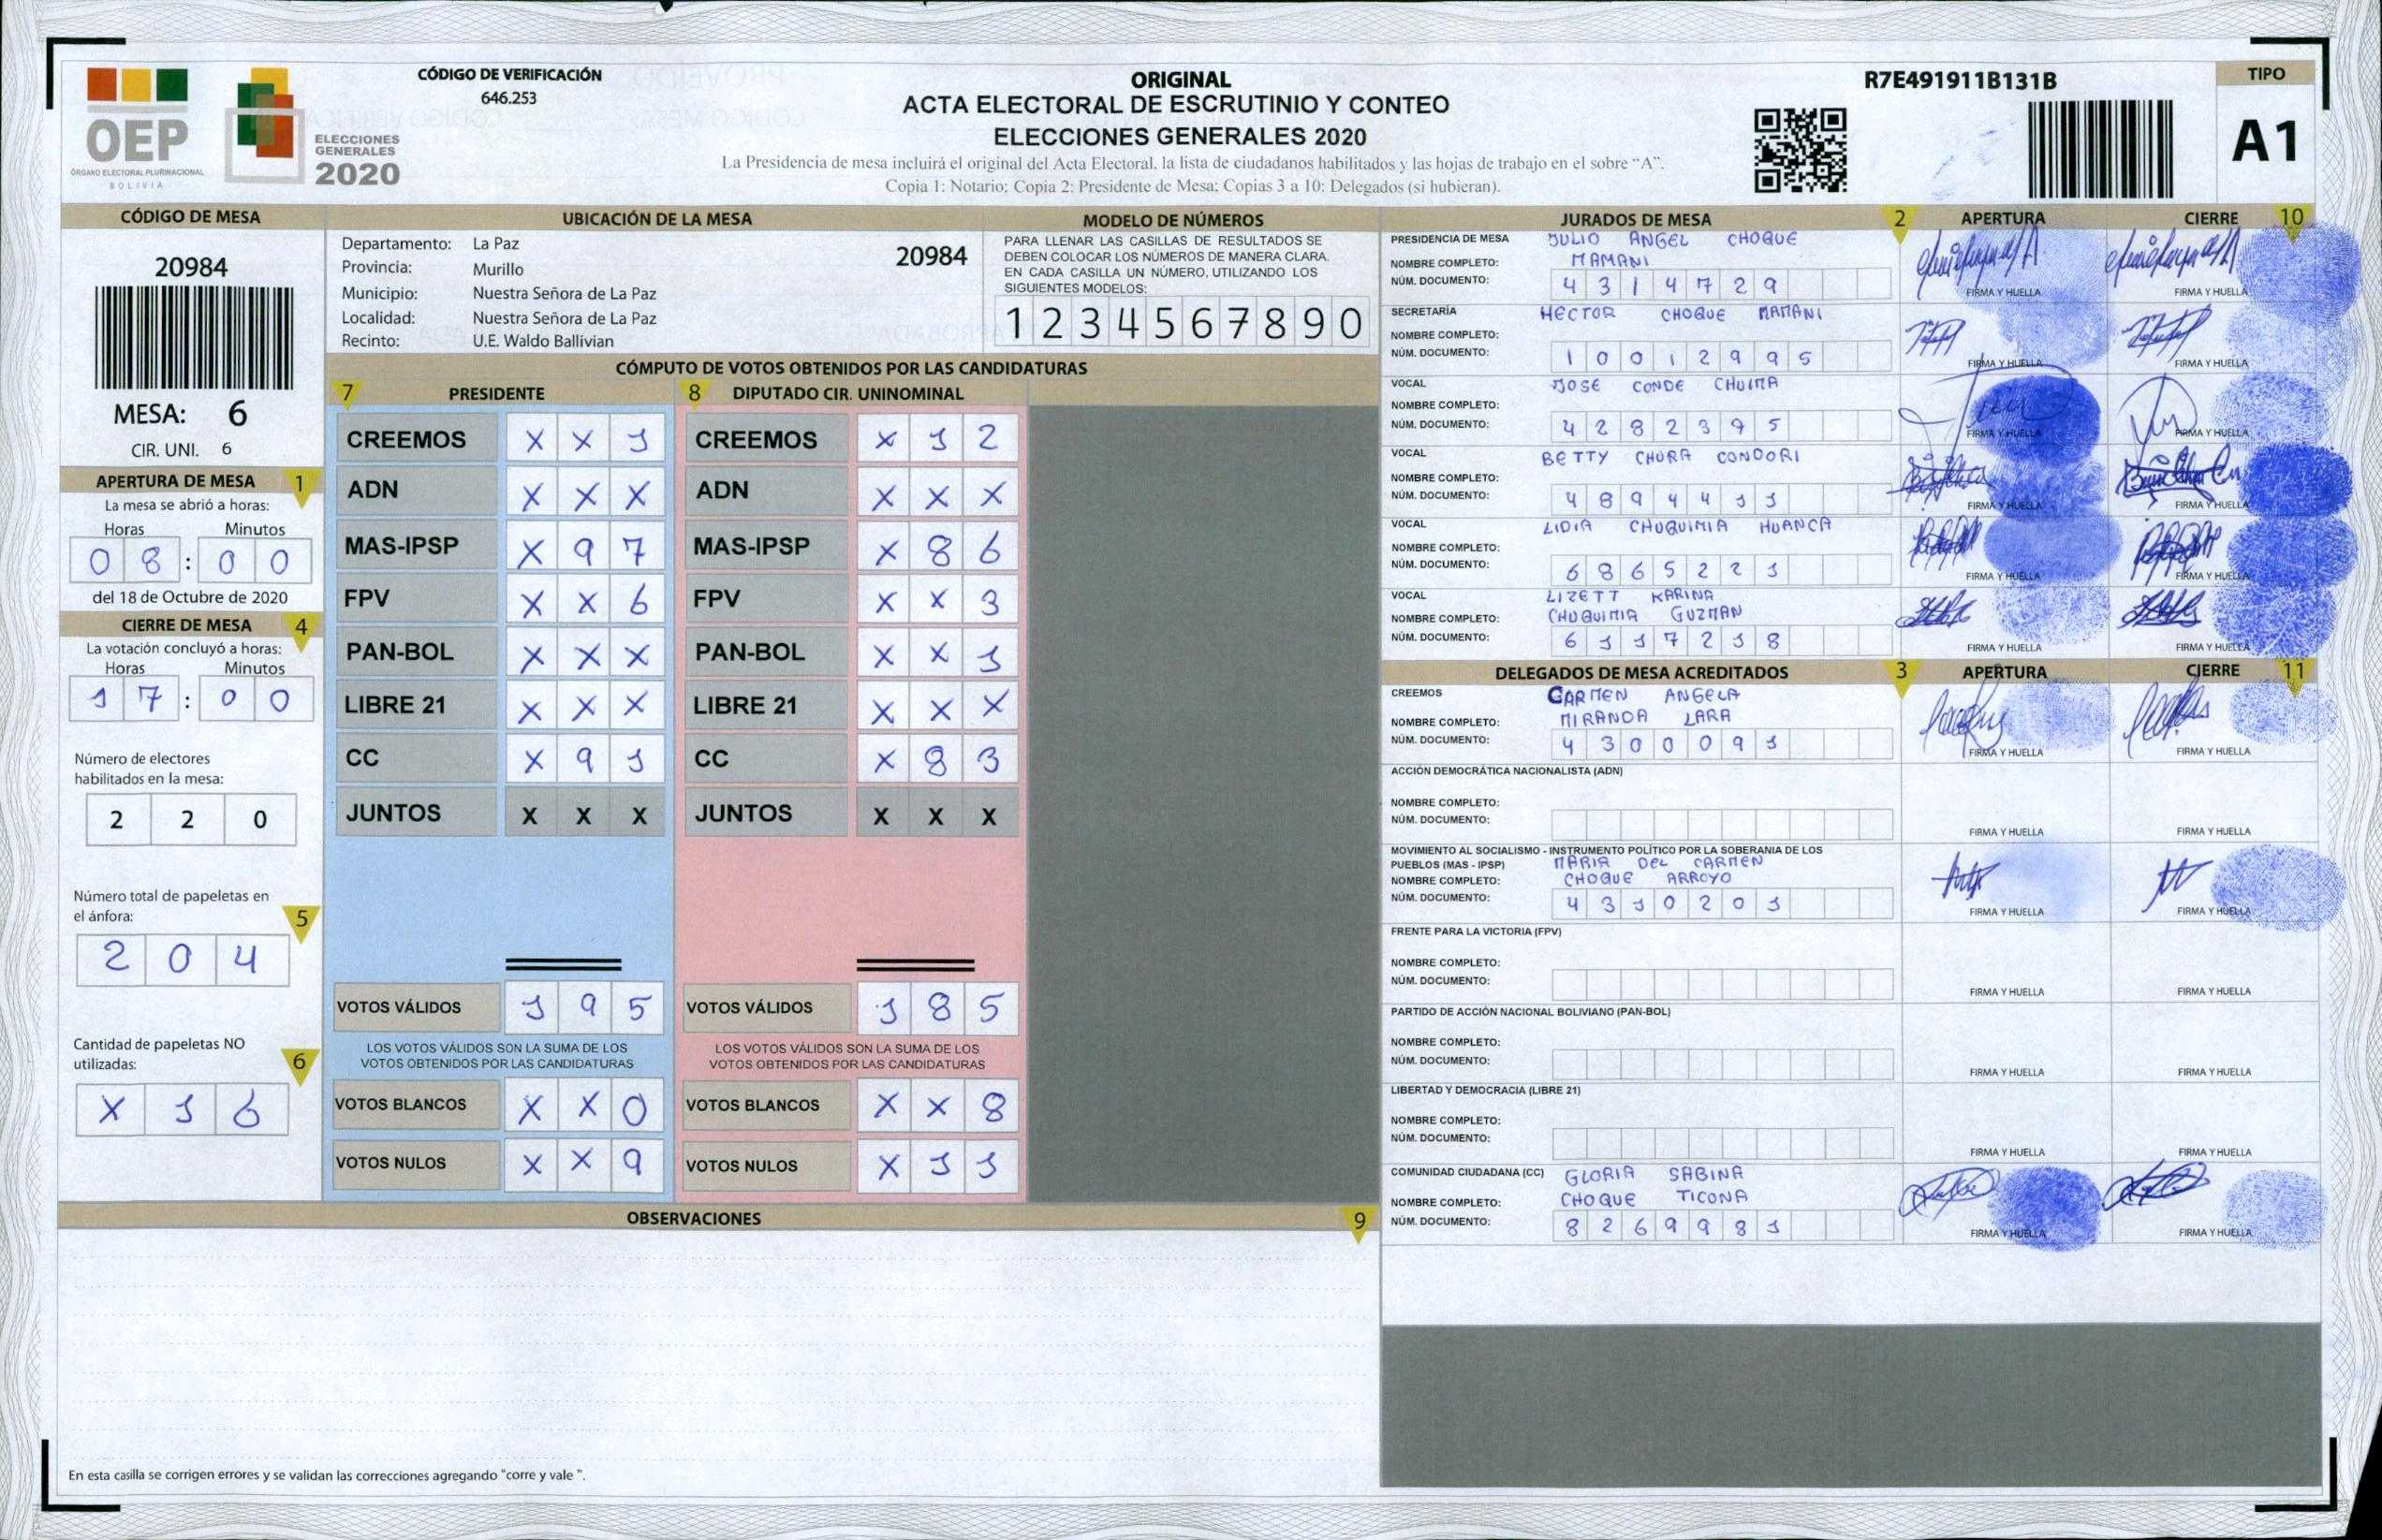 CÓDIGO DE VERIFICACIÓN
646.253
OEP
ÓRGANO ELECTORAL PLURINACIONAL
BOLIVIA
ELECCIONES
GENERALES
2020
ORIGINAL
ACTA ELECTORAL DE ESCRUTINIO Y CONTEO
ELECCIONES GENERALES 2020
La Presidencia de mesa incluirá el original del Acta Electoral, la lista de ciudadanos habilitados y las hojas de trabajo en el sobre “A”.
Copia 1: Notario; Copia 2: Presidente de Mesa; Copias 3 a 10: Delegados (si hubieran).
R7E491911B131B
TIPO
A1
CÓDIGO DE MESA
20984
MESA: 6
CIR. UNI. 6
APERTURA DE MESA 1
La mesa se abrió a horas:
Horas Minutos
0 8 : 0 0
del 18 de Octubre de 2020
CIERRE DE MESA 4
La votación concluyó a horas:
Horas Minutos
1 7 : 0 0
Número de electores
habilitados en la mesa:
2 2 0
Número total de papeletas en
el ánfora: 5
2 0 4
Cantidad de papeletas NO
utilizadas: 6
X 1 6
UBICACIÓN DE LA MESA
Departamento: La Paz
20984
Provincia: Murillo
Municipio: Nuestra Señora de La Paz
Localidad: Nuestra Señora de La Paz
Recinto: U.E. Waldo Ballivian
MODELO DE NÚMEROS
PARA LLENAR LAS CASILLAS DE RESULTADOS SE
DEBEN COLOCAR LOS NÚMEROS DE MANERA CLARA.
EN CADA CASILLA UN NÚMERO, UTILIZANDO LOS
SIGUIENTES MODELOS:
1 2 3 4 5 6 7 8 9 0
CÓMPUTO DE VOTOS OBTENIDOS POR LAS CANDIDATURAS
7 PRESIDENTE
CREEMOS X X 1
ADN X X X
MAS-IPSP X 9 7
FPV X X 6
PAN-BOL X X X
LIBRE 21 X X X
CC X 9 1
JUNTOS X X X
VOTOS VÁLIDOS 1 9 5
LOS VOTOS VÁLIDOS SON LA SUMA DE LOS
VOTOS OBTENIDOS POR LAS CANDIDATURAS
VOTOS BLANCOS X X 0
VOTOS NULOS X X 9
8 DIPUTADO CIR. UNINOMINAL
CREEMOS X 1 2
ADN X X X
MAS-IPSP X 8 6
FPV X X 3
PAN-BOL X X 1
LIBRE 21 X X X
CC X 8 3
JUNTOS X X X
VOTOS VÁLIDOS 1 8 5
LOS VOTOS VÁLIDOS SON LA SUMA DE LOS
VOTOS OBTENIDOS POR LAS CANDIDATURAS
VOTOS BLANCOS X X 8
VOTOS NULOS X 1 1
OBSERVACIONES 9
En esta casilla se corrigen errores y se validan las correcciones agregando "corre y vale ".
JURADOS DE MESA 2 APERTURA CIERRE 10
PRESIDENCIA DE MESA JULIO ANGEL CHOQUE
NOMBRE COMPLETO: MAMANI
NÚM. DOCUMENTO: 4 3 1 4 7 2 9
FIRMA Y HUELLA FIRMA Y HUELLA
SECRETARÍA HECTOR CHOQUE MAMANI
NOMBRE COMPLETO:
NÚM. DOCUMENTO: 1 0 0 1 2 9 9 5
FIRMA Y HUELLA FIRMA Y HUELLA
VOCAL JOSE CONDE CHUIMA
NOMBRE COMPLETO:
NÚM. DOCUMENTO: 4 2 8 2 3 9 5
FIRMA Y HUELLA FIRMA Y HUELLA
VOCAL BETTY CHURA CONDORI
NOMBRE COMPLETO:
NÚM. DOCUMENTO: 4 8 9 4 4 1 1
FIRMA Y HUELLA FIRMA Y HUELLA
VOCAL LIDIA CHUQUIMIA HUANCA
NOMBRE COMPLETO:
NÚM. DOCUMENTO: 6 8 6 5 2 2 1
FIRMA Y HUELLA FIRMA Y HUELLA
VOCAL LIZETT KARINA
NOMBRE COMPLETO: CHUQUIMIA GUZMAN
NÚM. DOCUMENTO: 6 1 1 7 2 1 8
FIRMA Y HUELLA FIRMA Y HUELLA
DELEGADOS DE MESA ACREDITADOS 3 APERTURA CIERRE 11
CREEMOS CARMEN ANGELA
NOMBRE COMPLETO: MIRANDA LARA
NÚM. DOCUMENTO: 4 3 0 0 0 9 1
FIRMA Y HUELLA FIRMA Y HUELLA
ACCIÓN DEMOCRÁTICA NACIONALISTA (ADN)
NOMBRE COMPLETO:
NÚM. DOCUMENTO:
FIRMA Y HUELLA FIRMA Y HUELLA
MOVIMIENTO AL SOCIALISMO - INSTRUMENTO POLÍTICO POR LA SOBERANIA DE LOS
PUEBLOS (MAS - IPSP) MARIA DEL CARMEN
NOMBRE COMPLETO: CHOQUE ARROYO
NÚM. DOCUMENTO: 4 3 1 0 2 0 1
FIRMA Y HUELLA FIRMA Y HUELLA
FRENTE PARA LA VICTORIA (FPV)
NOMBRE COMPLETO:
NÚM. DOCUMENTO:
FIRMA Y HUELLA FIRMA Y HUELLA
PARTIDO DE ACCIÓN NACIONAL BOLIVIANO (PAN-BOL)
NOMBRE COMPLETO:
NÚM. DOCUMENTO:
FIRMA Y HUELLA FIRMA Y HUELLA
LIBERTAD Y DEMOCRACIA (LIBRE 21)
NOMBRE COMPLETO:
NÚM. DOCUMENTO:
FIRMA Y HUELLA FIRMA Y HUELLA
COMUNIDAD CIUDADANA (CC) GLORIA SABINA
NOMBRE COMPLETO: CHOQUE TICONA
NÚM. DOCUMENTO: 8 2 6 9 9 8 1
FIRMA Y HUELLA FIRMA Y HUELLA